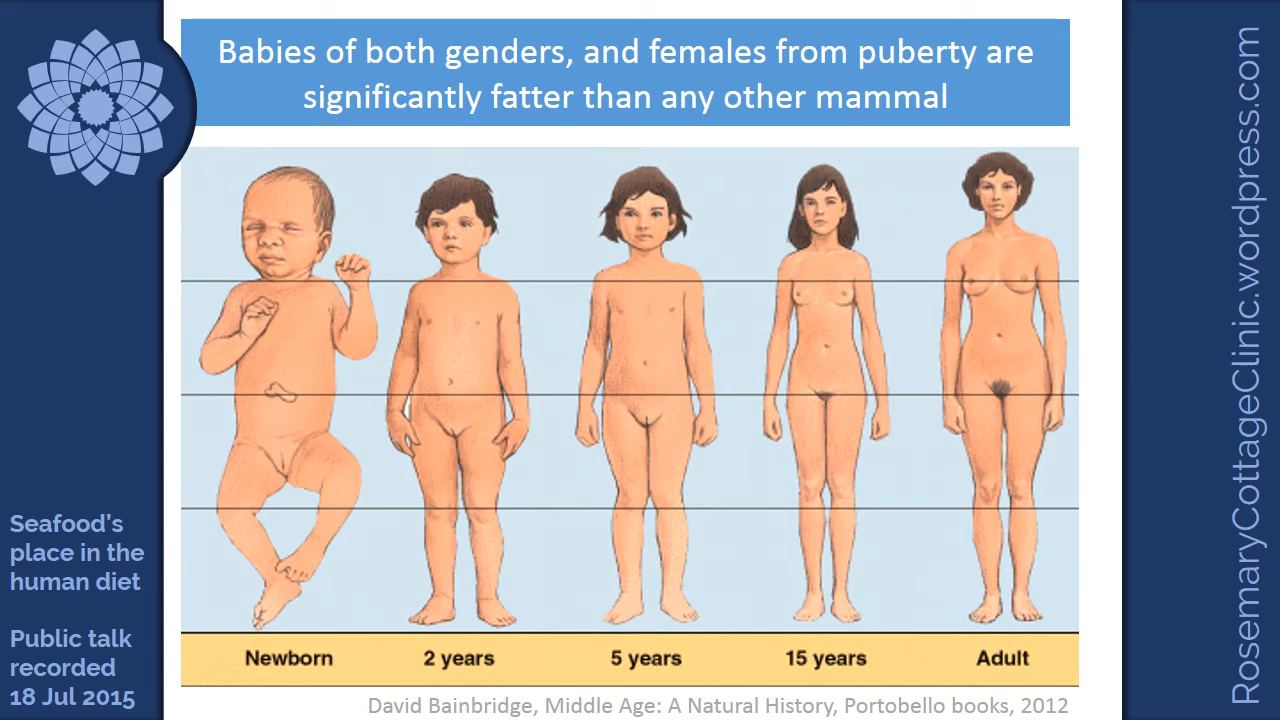 Babies of both genders, and females from puberty are
significantly fatter than any other mammal
Newborn
2 years
5 years
15 years
Adult
David Bainbridge, Middle Age: A Natural History, Portobello books, 2012
Seafood's
place in the
human diet
Public talk
recorded
18 Jul 2015
RosemaryCottageClinic.wordpress.com